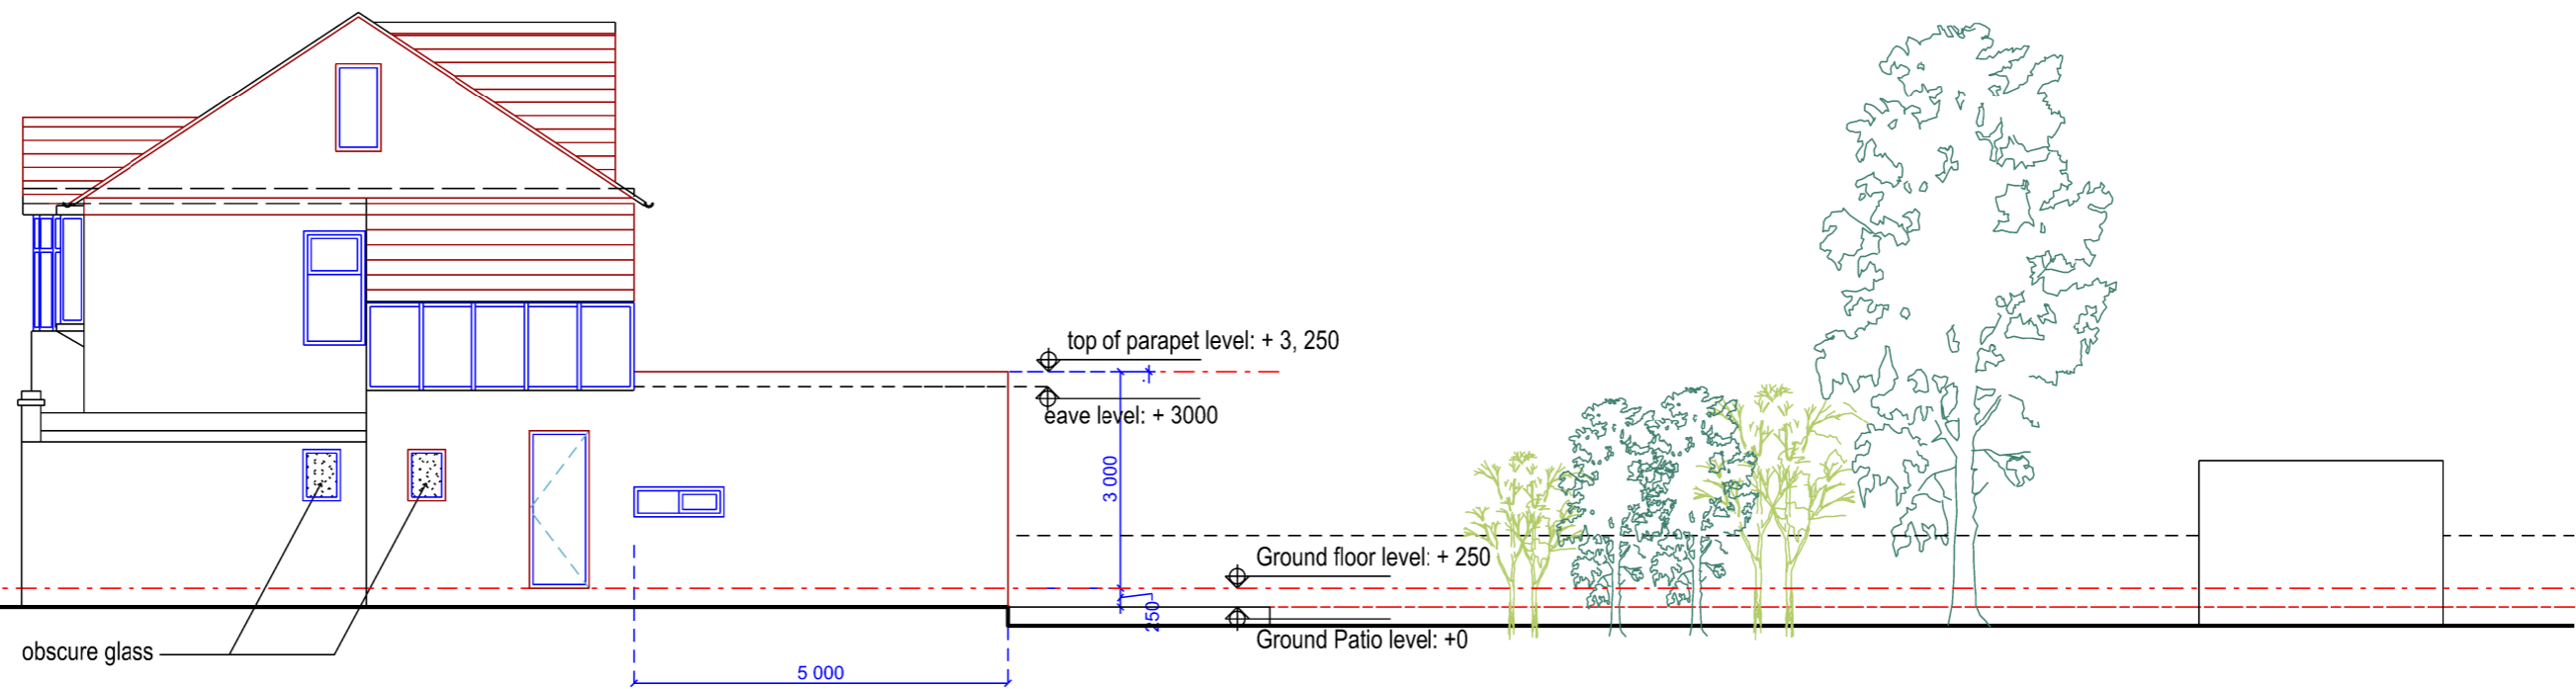 top of parapet level: + 3, 250
eave level: + 3000
3 000
Ground floor level: + 250
250
Ground Patio level: +0
obscure glass
5 000